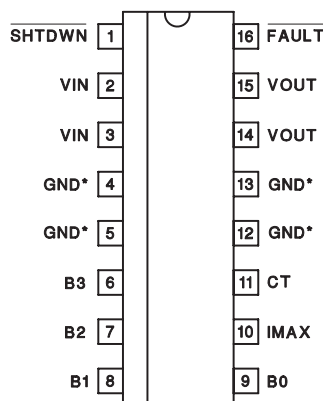 SHTDWN 1 16 FAULT
VIN 2 15 VOUT
VIN 3 14 VOUT
GND* 4 13 GND*
GND* 5 12 GND*
B3 6 11 CT
B2 7 10 IMAX
B1 8 9 B0